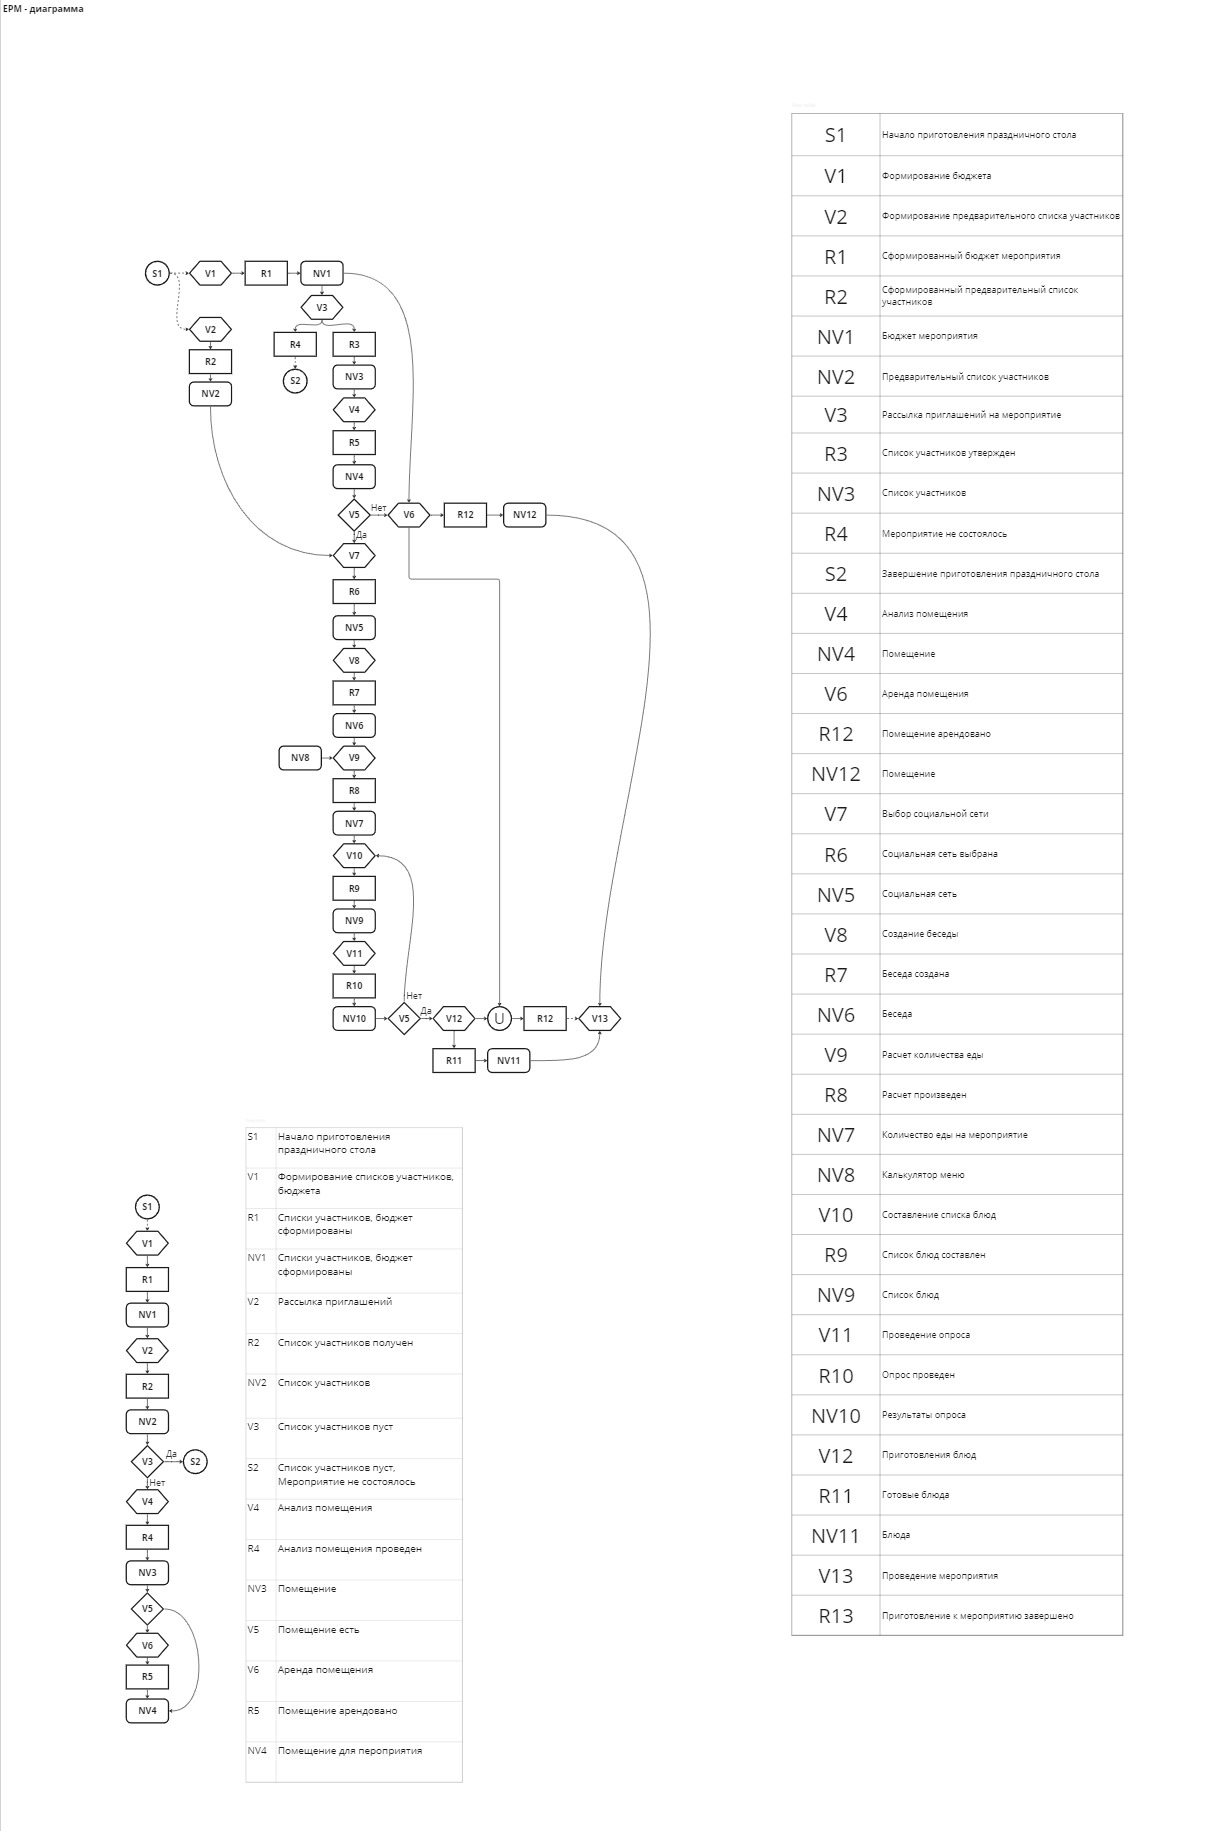 ЕРМ - диаграмма
S1
V1
R1
NV1
V3
V2
R4
R3
R2
NV3
S2
NV2
V4
R5
NV4
V5
Нет
V6
R12
NV12
Да
V7
R6
NV5
V8
R7
NV6
NV8
V9
R8
NV7
V10
R9
NV9
V11
R10
Нет
NV10
V5
Да
V12
U
R12
V13
R11
NV11
S1 Начало приготовления праздничного стола
V1 Формирование бюджета
V2 Формирование предварительного списка участников
R1 Сформированный бюджет мероприятия
R2 Сформированный предварительный список
участников
NV1 Бюджет мероприятия
NV2 Предварительный список участников
V3 Рассылка приглашений на мероприятие
R3 Список участников утвержден
NV3 Список участников
R4 Мероприятие не состоялось
S2 Завершение приготовления праздничного стола
V4 Анализ помещения
NV4 Помещение
V6 Аренда помещения
R12 Помещение арендовано
NV12 Помещение
V7 Выбор социальной сети
R6 Социальная сеть выбрана
NV5 Социальная сеть
V8 Создание беседы
R7 Беседа создана
NV6 Беседа
V9 Расчет количества еды
R8 Расчет произведен
NV7 Количество еды на мероприятие
NV8 Калькулятор меню
V10 Составление списка блюд
R9 Список блюд составлен
NV9 Список блюд
V11 Проведение опроса
R10 Опрос проведен
NV10 Результаты опроса
V12 Приготовления блюд
R11 Готовые блюда
NV11 Блюда
V13 Проведение мероприятия
R13 Приготовление к мероприятию завершено
S1
V1
R1
NV1
V2
R2
NV2
V3
Да
S2
Нет
V4
R4
NV3
V5
V6
R5
NV4
S1 Начало приготовления
праздничного стола
V1 Формирование списков участников,
бюджета
R1 Списки участников, бюджет
сформированы
NV1 Списки участников, бюджет
сформированы
V2 Рассылка приглашений
R2 Список участников получен
NV2 Список участников
V3 Список участников пуст
S2 Список участников пуст,
Мероприятие не состоялось
V4 Анализ помещения
R4 Анализ помещения проведен
NV3 Помещение
V5 Помещение есть
V6 Аренда помещения
R5 Помещение арендовано
NV4 Помещение для пероприятия